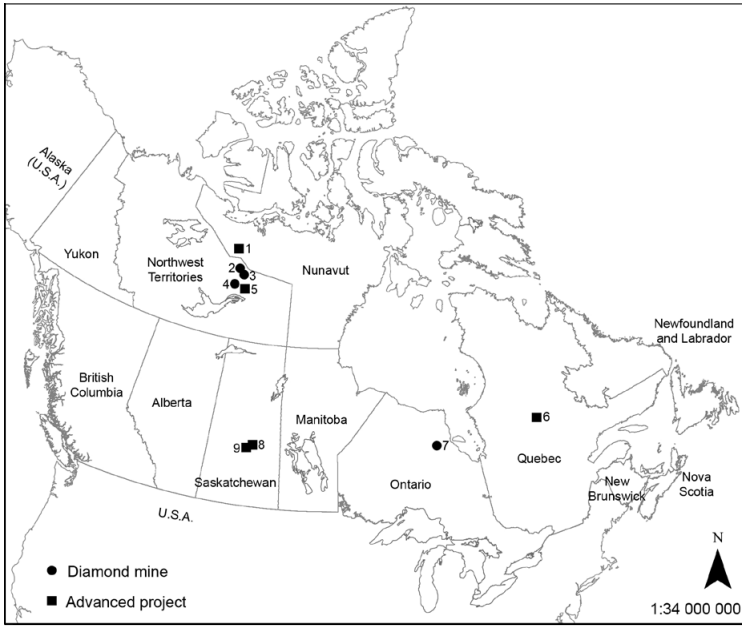 Alaska
(U.S.A.)
Yukon
Northwest
Territories
1
2
3
4
5
Nunavut
Newfoundland
and Labrador
British
Columbia
Alberta
Manitoba
6
9
8
7
Saskatchewan
Ontario
Quebec
New
Brunswick
Nova
Scotia
U.S.A.
N
Diamond mine
Advanced project
1:34 000 000